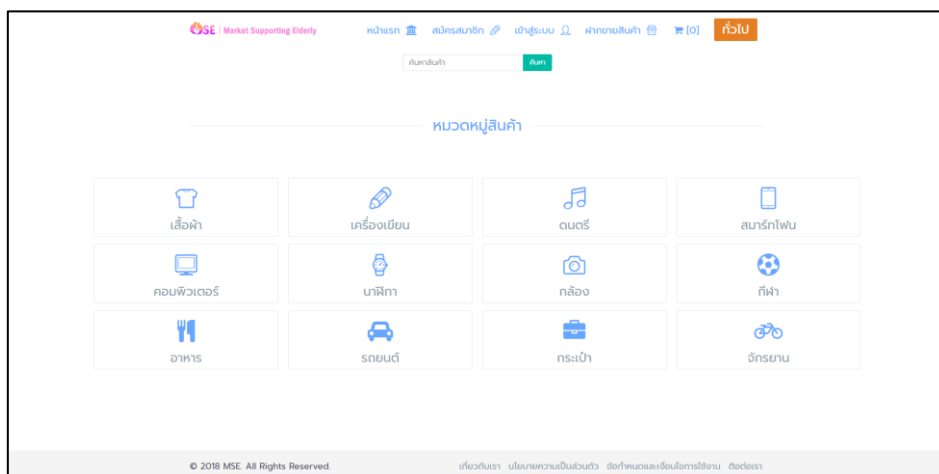 MSE | Market Supporting Elderly หน้าแรก สมัครสมาชิก เข้าสู่ระบบ ฝากขายสินค้า [0] ทั่วไป
ค้นหาสินค้า ค้นหา
หมวดหมู่สินค้า
เสื้อผ้า เครื่องเขียน ดนตรี สมาร์ทโฟน
คอมพิวเตอร์ นาฬิกา กล้อง กีฬา
อาหาร รถยนต์ กระเป๋า จักรยาน
© 2018 MSE. All Rights Reserved. เกี่ยวกับเรา นโยบายความเป็นส่วนตัว ข้อกำหนดและเงื่อนไขการใช้งาน ติดต่อเรา